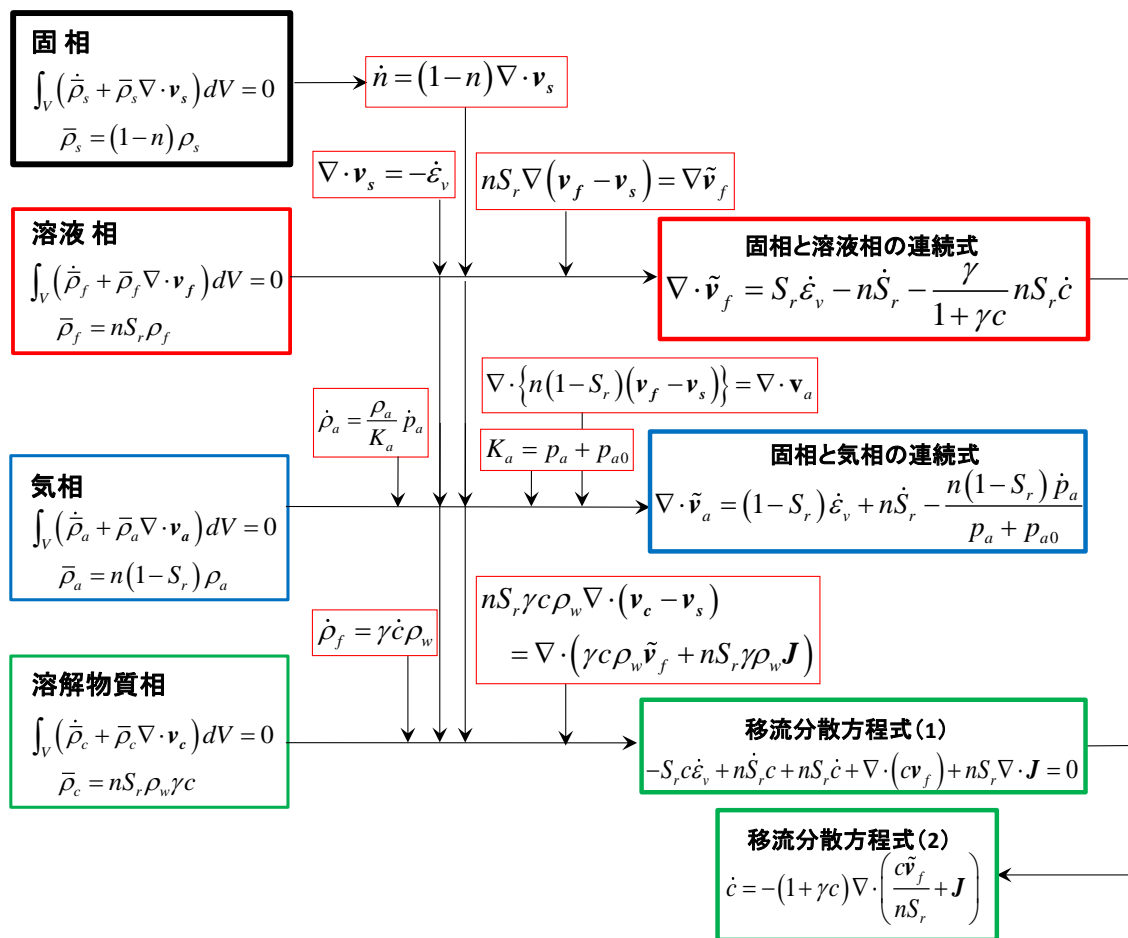 固 相
∫_V (ρ̄̇_s + ρ̄_s ∇·v_s) dV = 0
ρ̄_s = (1−n) ρ_s
ṅ = (1−n) ∇·v_s
∇·v_s = −ε̇_v
nS_r ∇(v_f − v_s) = ∇ṽ_f
溶液 相
∫_V (ρ̄̇_f + ρ̄_f ∇·v_f) dV = 0
ρ̄_f = nS_r ρ_f
固相と溶液相の連続式
∇·ṽ_f = S_r ε̇_v − nṠ_r − γ/(1+γc) nS_r ċ
∇·{n(1−S_r)(v_f − v_s)} = ∇·v_a
ρ̇_a = ρ_a/K_a ṗ_a
K_a = p_a + p_a0
気相
∫_V (ρ̄̇_a + ρ̄_a ∇·v_a) dV = 0
ρ̄_a = n(1−S_r) ρ_a
固相と気相の連続式
∇·ṽ_a = (1−S_r) ε̇_v + nṠ_r − n(1−S_r) ṗ_a/(p_a + p_a0)
ρ̇_f = γċρ_w
nS_r γcρ_w ∇·(v_c − v_s)
= ∇·(γcρ_w ṽ_f + nS_r γρ_w J)
溶解物質相
∫_V (ρ̄̇_c + ρ̄_c ∇·v_c) dV = 0
ρ̄_c = nS_r ρ_w γc
移流分散方程式(1)
−S_r cε̇_v + nṠ_r c + nS_r ċ + ∇·(cv_f) + nS_r ∇·J = 0
移流分散方程式(2)
ċ = −(1+γc) ∇·(cṽ_f/(nS_r) + J)